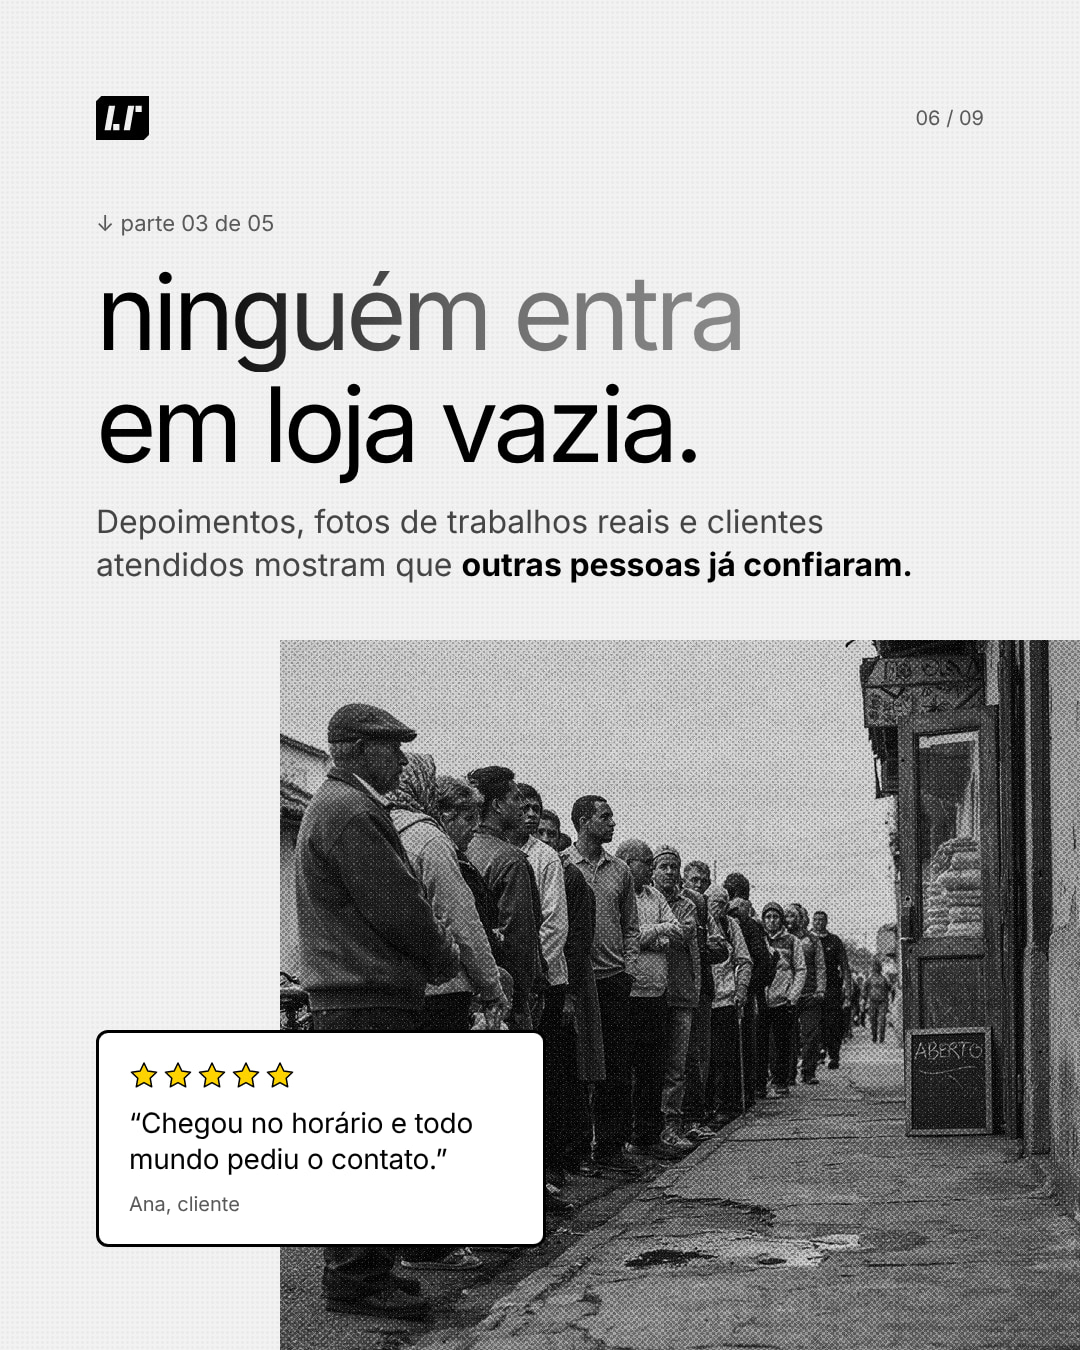 06 / 09
↓ parte 03 de 05
ninguém entra
em loja vazia.
Depoimentos, fotos de trabalhos reais e clientes
atendidos mostram que outras pessoas já confiaram.
ABERTO
“Chegou no horário e todo
mundo pediu o contato.”
Ana, cliente